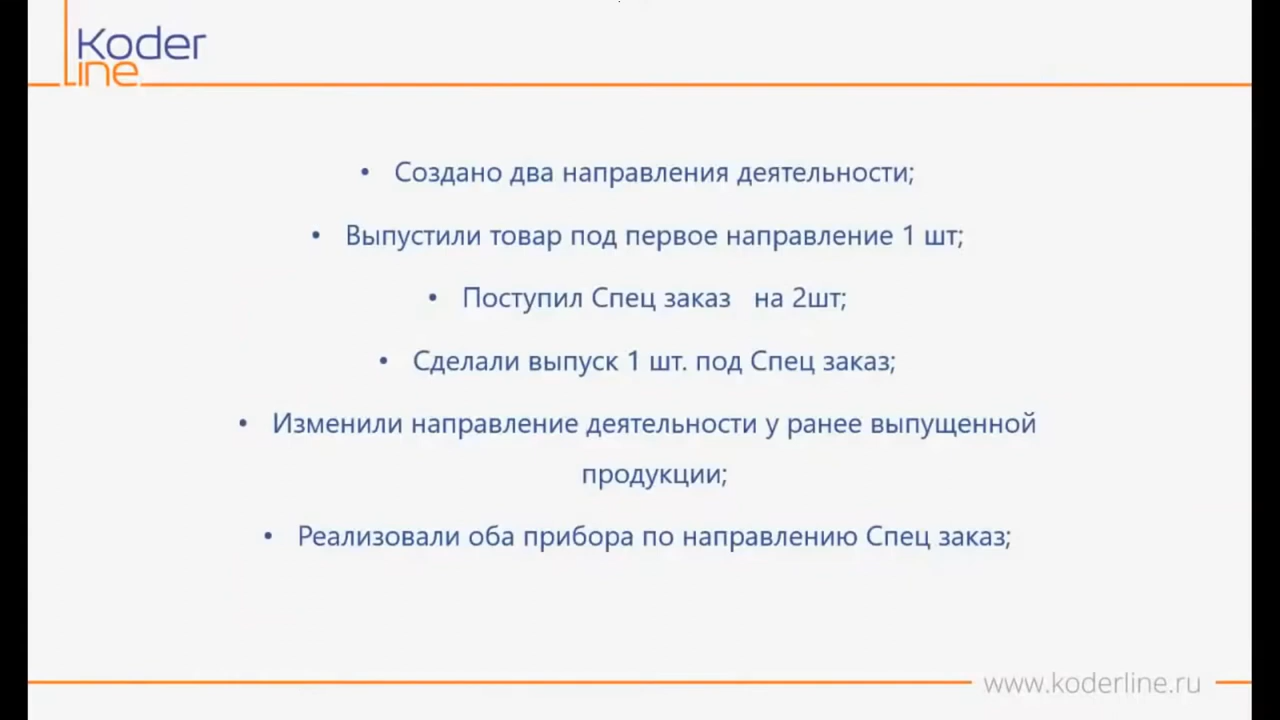 Koder
Line
• Создано два направления деятельности;
• Выпустили товар под первое направление 1 шт;
• Поступил Спец заказ на 2шт;
• Сделали выпуск 1 шт. под Спец заказ;
• Изменили направление деятельности у ранее выпущенной
продукции;
• Реализовали оба прибора по направлению Спец заказ;
www.koderline.ru